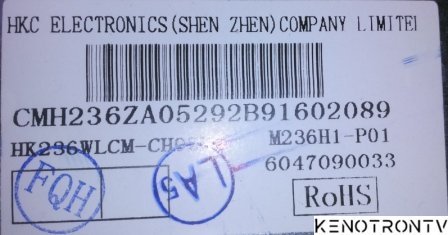 HKC ELECTRONICS(SHEN ZHEN)COMPANY LIMITE
CMH236ZA05292B91602089
M236H1-P01
6047090033
FQH
LA5
RoHS
KENOTRONTV